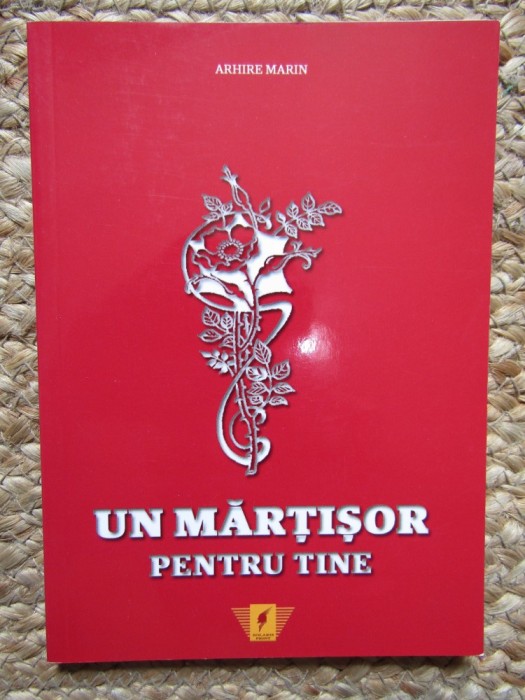 ARHIRE MARIN
UN MĂRȚIȘOR
PENTRU TINE